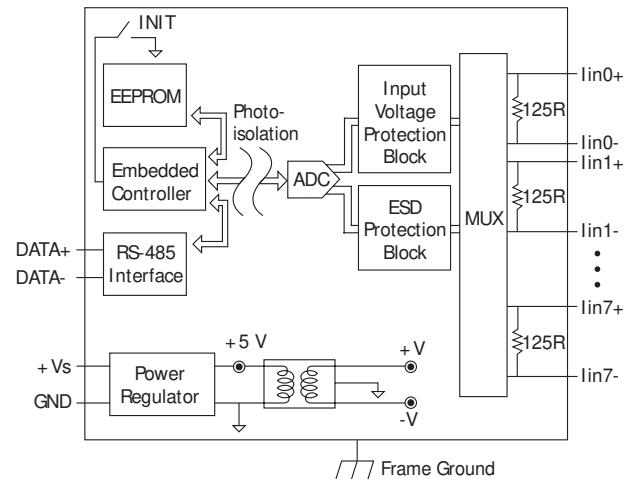 INIT
EEPROM
Photo-
isolation
Embedded
Controller
ADC
Input
Voltage
Protection
Block
ESD
Protection
Block
MUX
Iin0+
125R
Iin0-
Iin1+
125R
Iin1-
Iin7+
125R
Iin7-
DATA+
DATA-
RS-485
Interface
+Vs
GND
Power
Regulator
+5 V
+V
-V
Frame Ground